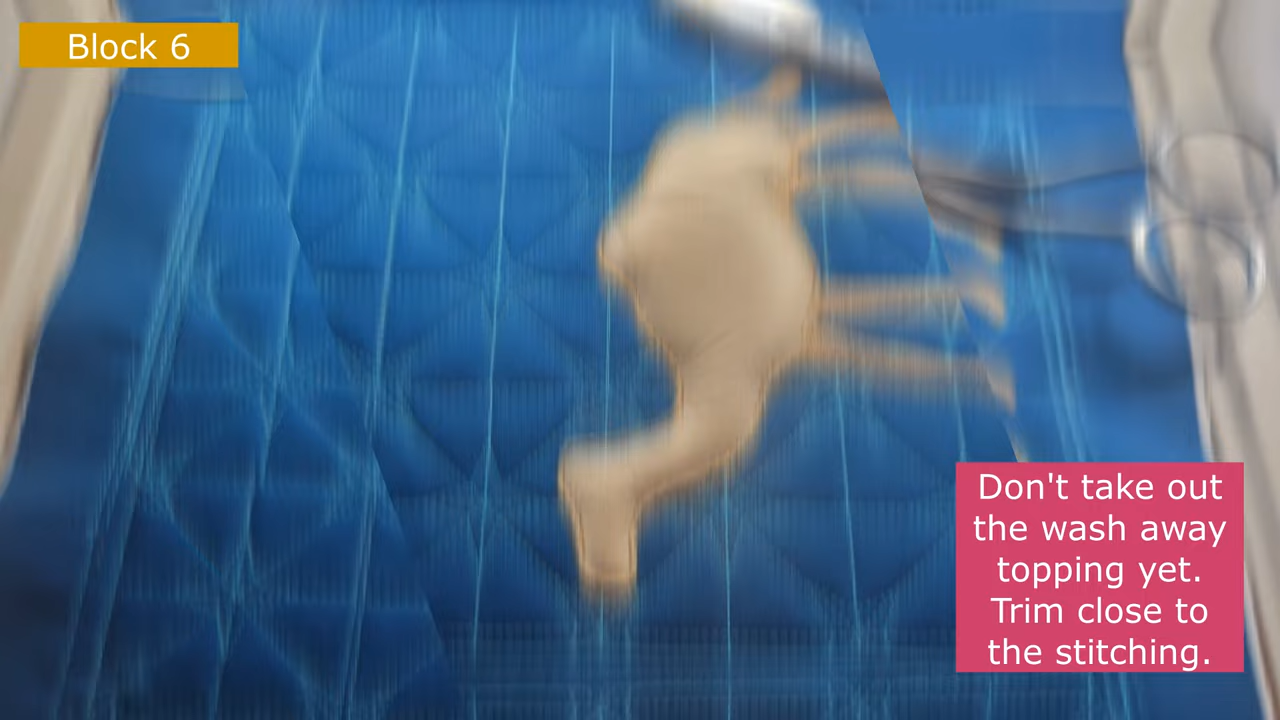 Block 6
Don't take out
the wash away
topping yet.
Trim close to
the stitching.